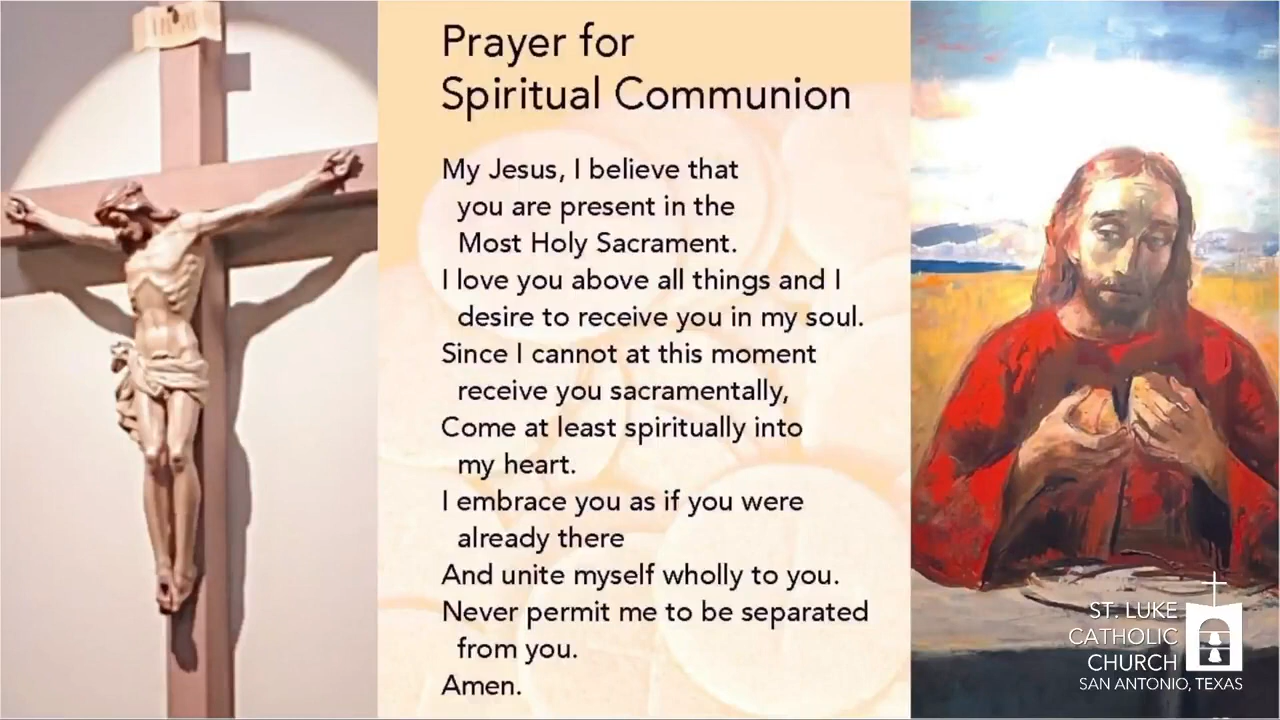 Prayer for
Spiritual Communion
My Jesus, I believe that
you are present in the
Most Holy Sacrament.
I love you above all things and I
desire to receive you in my soul.
Since I cannot at this moment
receive you sacramentally,
Come at least spiritually into
my heart.
I embrace you as if you were
already there
And unite myself wholly to you.
Never permit me to be separated
from you.
Amen.
ST. LUKE
CATHOLIC
CHURCH
SAN ANTONIO, TEXAS